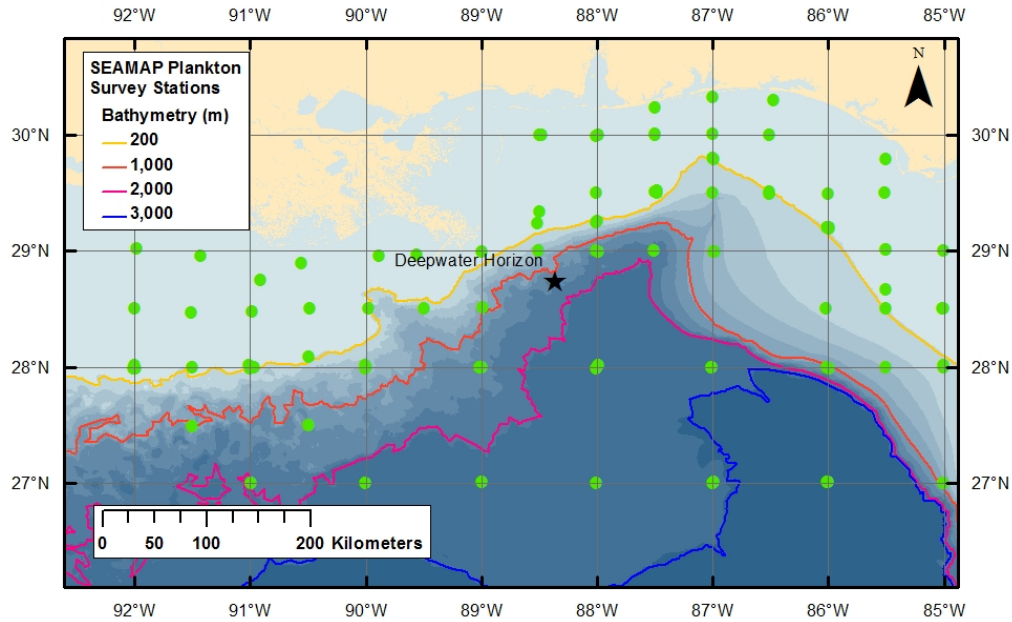 92°W 91°W 90°W 89°W 88°W 87°W 86°W 85°W
SEAMAP Plankton
Survey Stations
Bathymetry (m)
200
1,000
2,000
3,000
N
30°N 30°N
29°N 29°N
Deepwater Horizon
28°N 28°N
27°N 27°N
0 50 100 200 Kilometers
92°W 91°W 90°W 89°W 88°W 87°W 86°W 85°W